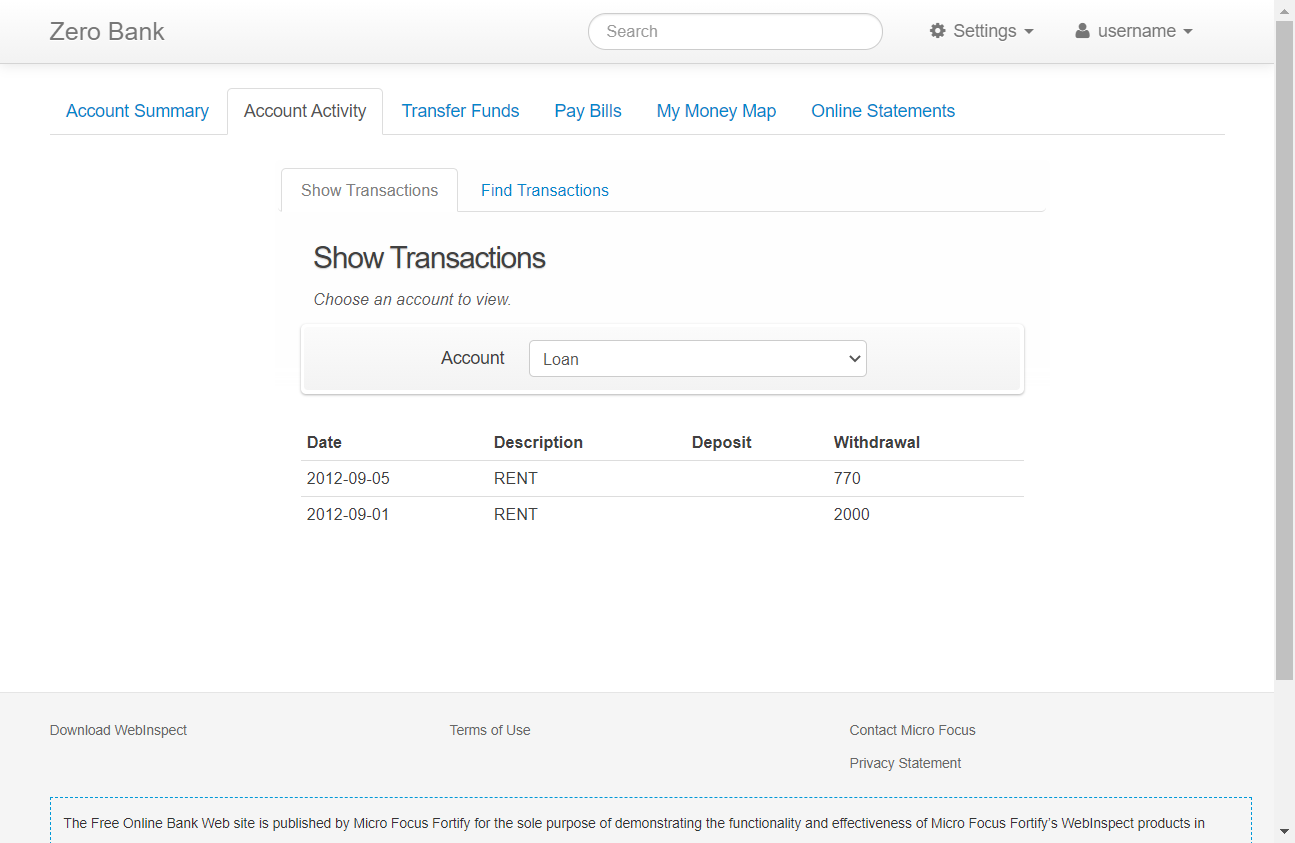 Zero Bank Search Settings username
Account Summary Account Activity Transfer Funds Pay Bills My Money Map Online Statements
Show Transactions Find Transactions
Show Transactions
Choose an account to view.
Account Loan
Date Description Deposit Withdrawal
2012-09-05 RENT 770
2012-09-01 RENT 2000
Download WebInspect Terms of Use Contact Micro Focus
Privacy Statement
The Free Online Bank Web site is published by Micro Focus Fortify for the sole purpose of demonstrating the functionality and effectiveness of Micro Focus Fortify's WebInspect products in